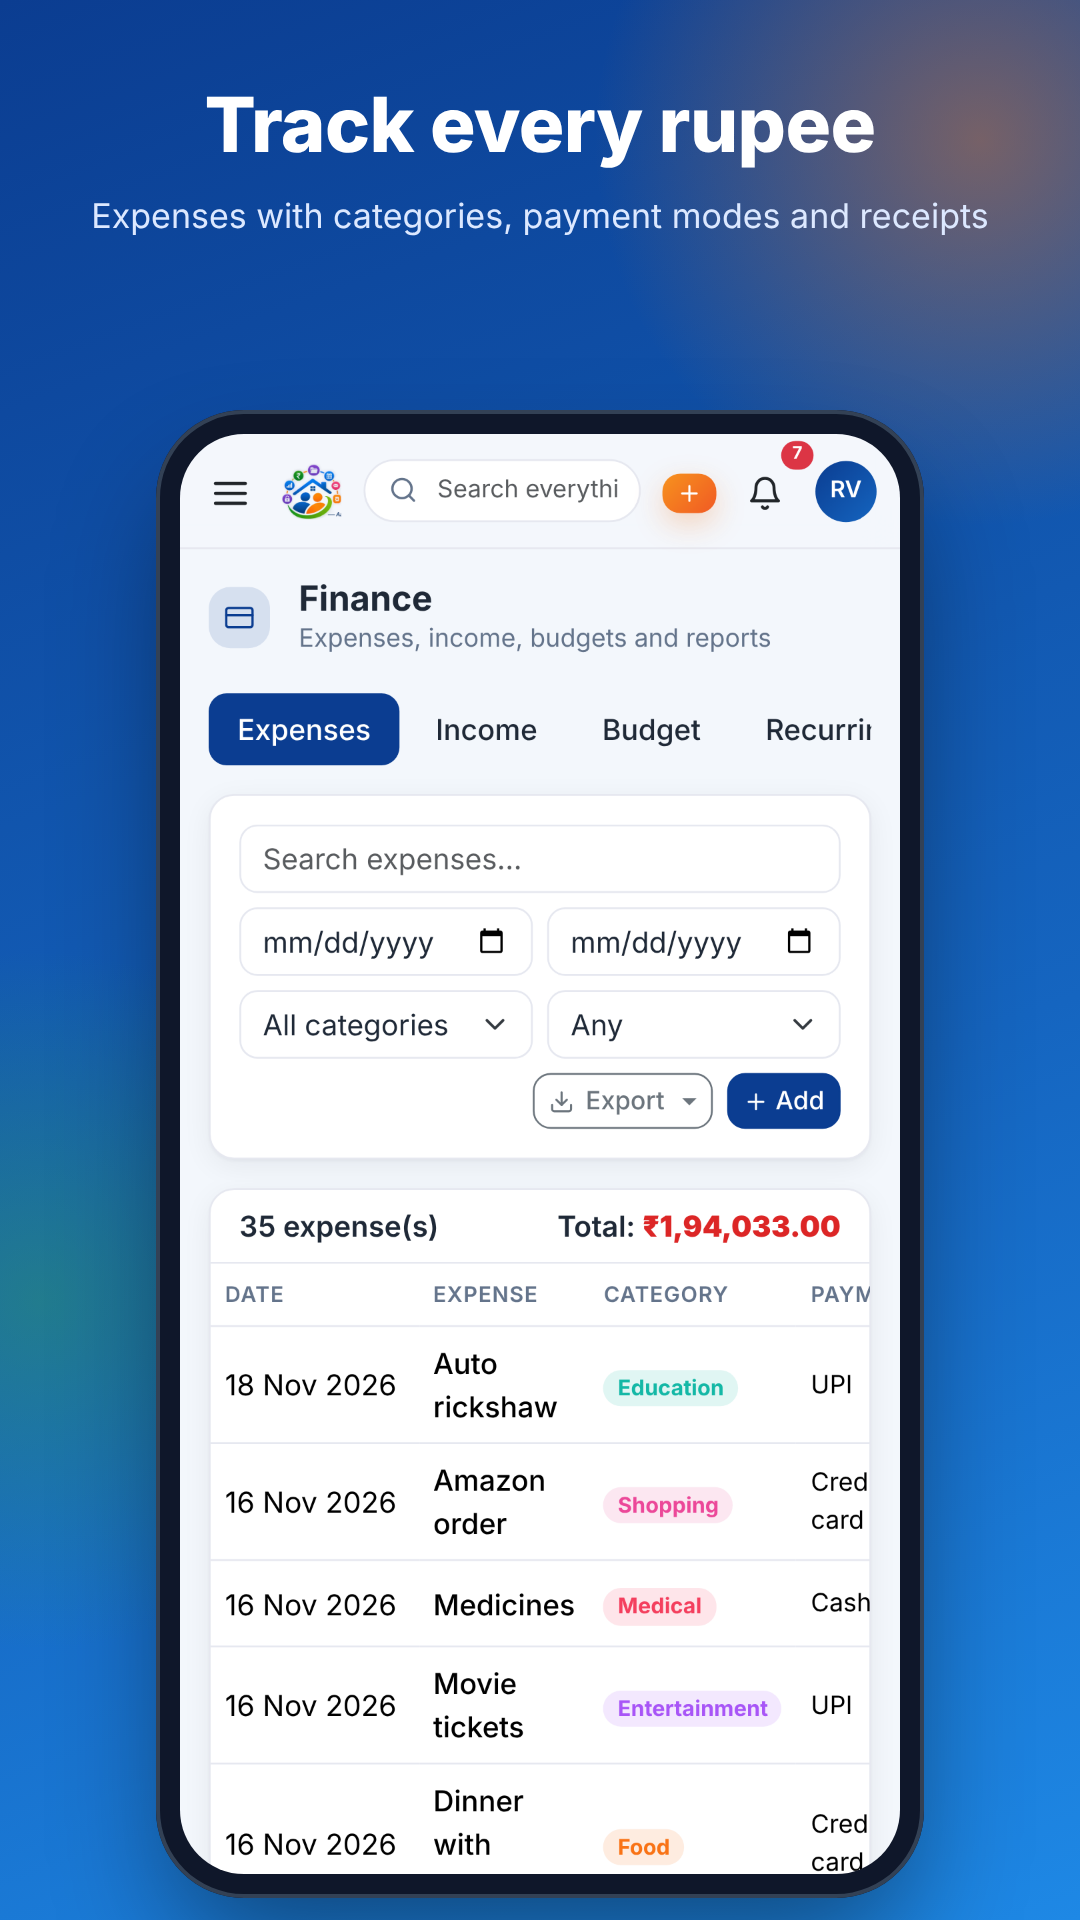 Track every rupee
Expenses with categories, payment modes and receipts
7
Search everythi
+
RV
Finance
Expenses, income, budgets and reports
Expenses Income Budget Recurrin
Search expenses...
mm/dd/yyyy mm/dd/yyyy
All categories Any
Export + Add
35 expense(s) Total: ₹1,94,033.00
DATE EXPENSE CATEGORY PAYM
18 Nov 2026 Auto rickshaw Education UPI
16 Nov 2026 Amazon order Shopping Cred card
16 Nov 2026 Medicines Medical Cash
16 Nov 2026 Movie tickets Entertainment UPI
16 Nov 2026 Dinner with Food Cred card